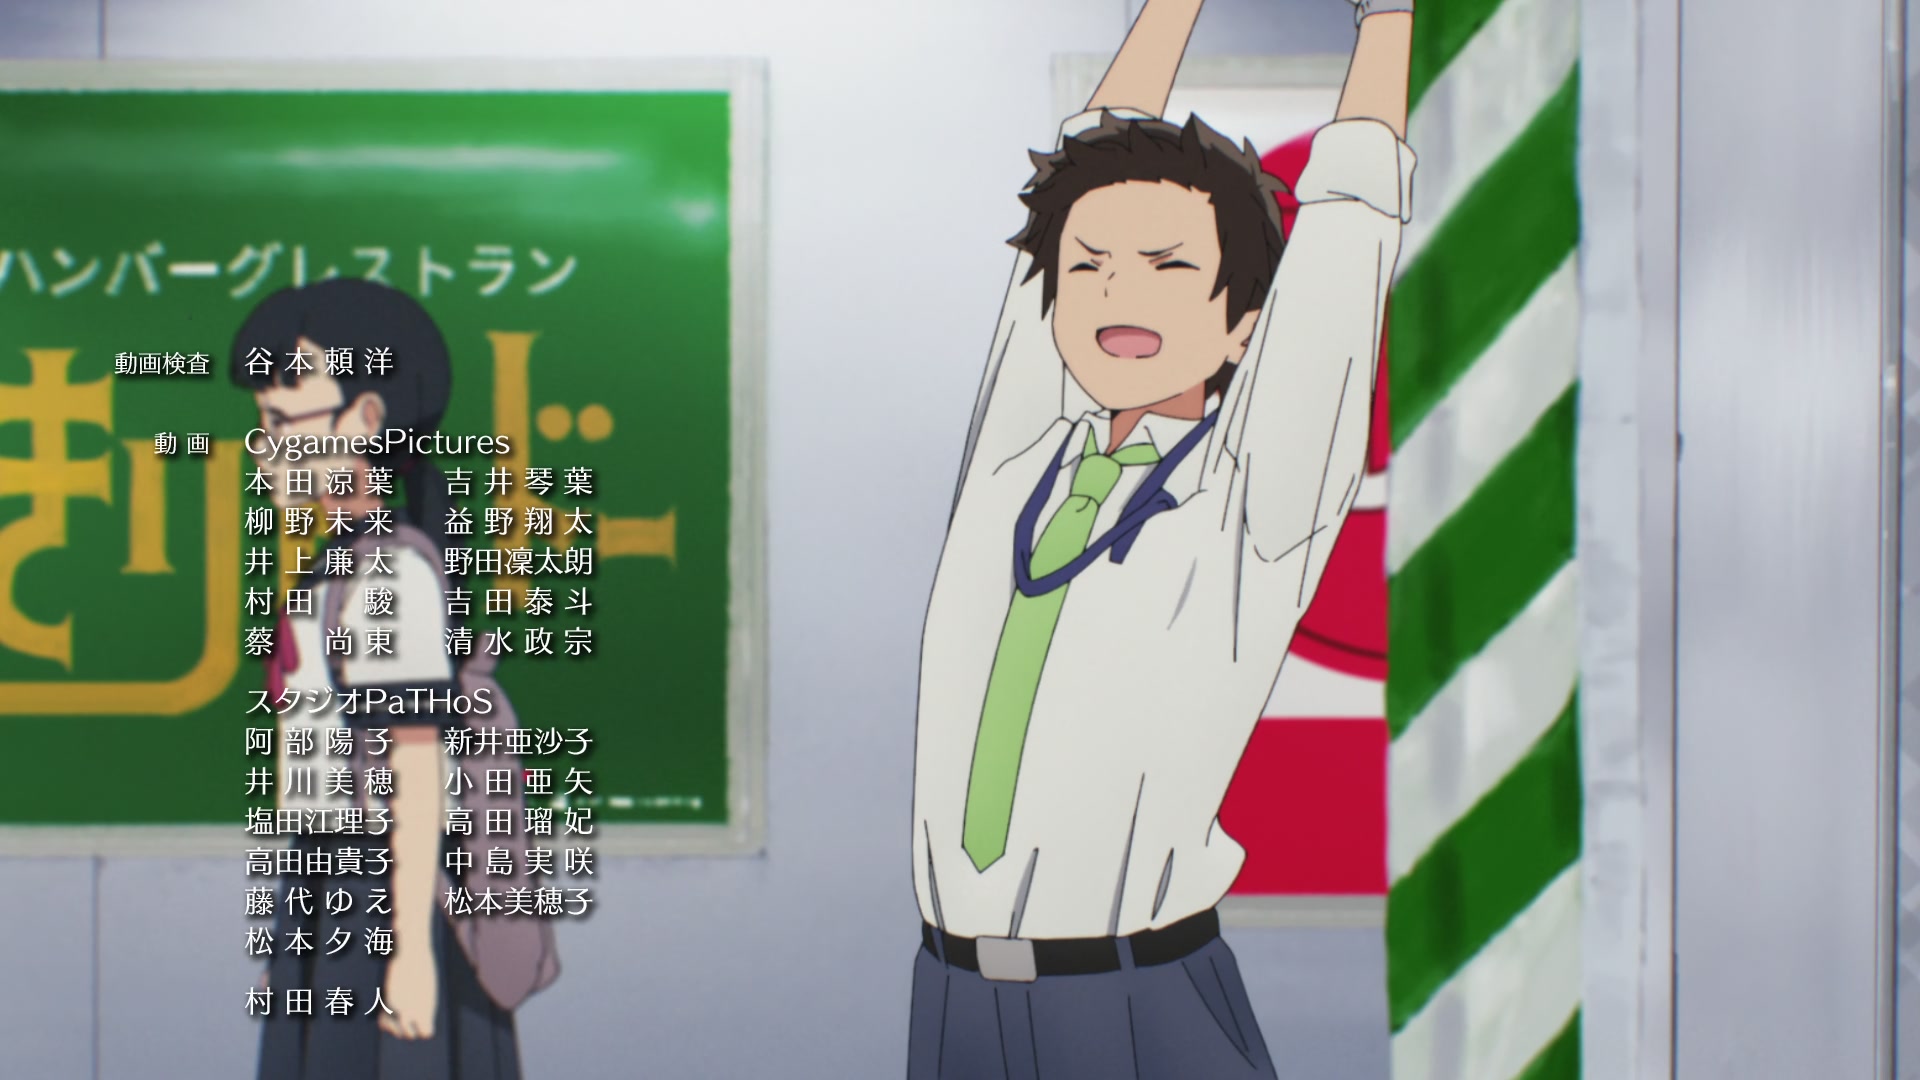 ハンバーグレストラン
動画検査 谷本頼洋
動画 CygamesPictures
本田涼葉 吉井琴葉
柳野未来 益野翔太
井上廉太 野田凜太朗
村田 駿 吉田泰斗
蔡 尚東 清水政宗
スタジオPaTHoS
阿部陽子 新井亜沙子
井川美穂 小田亜矢
塩田江理子 高田瑠妃
高田由貴子 中島実咲
藤代ゆえ 松本美穂子
松本夕海
村田春人